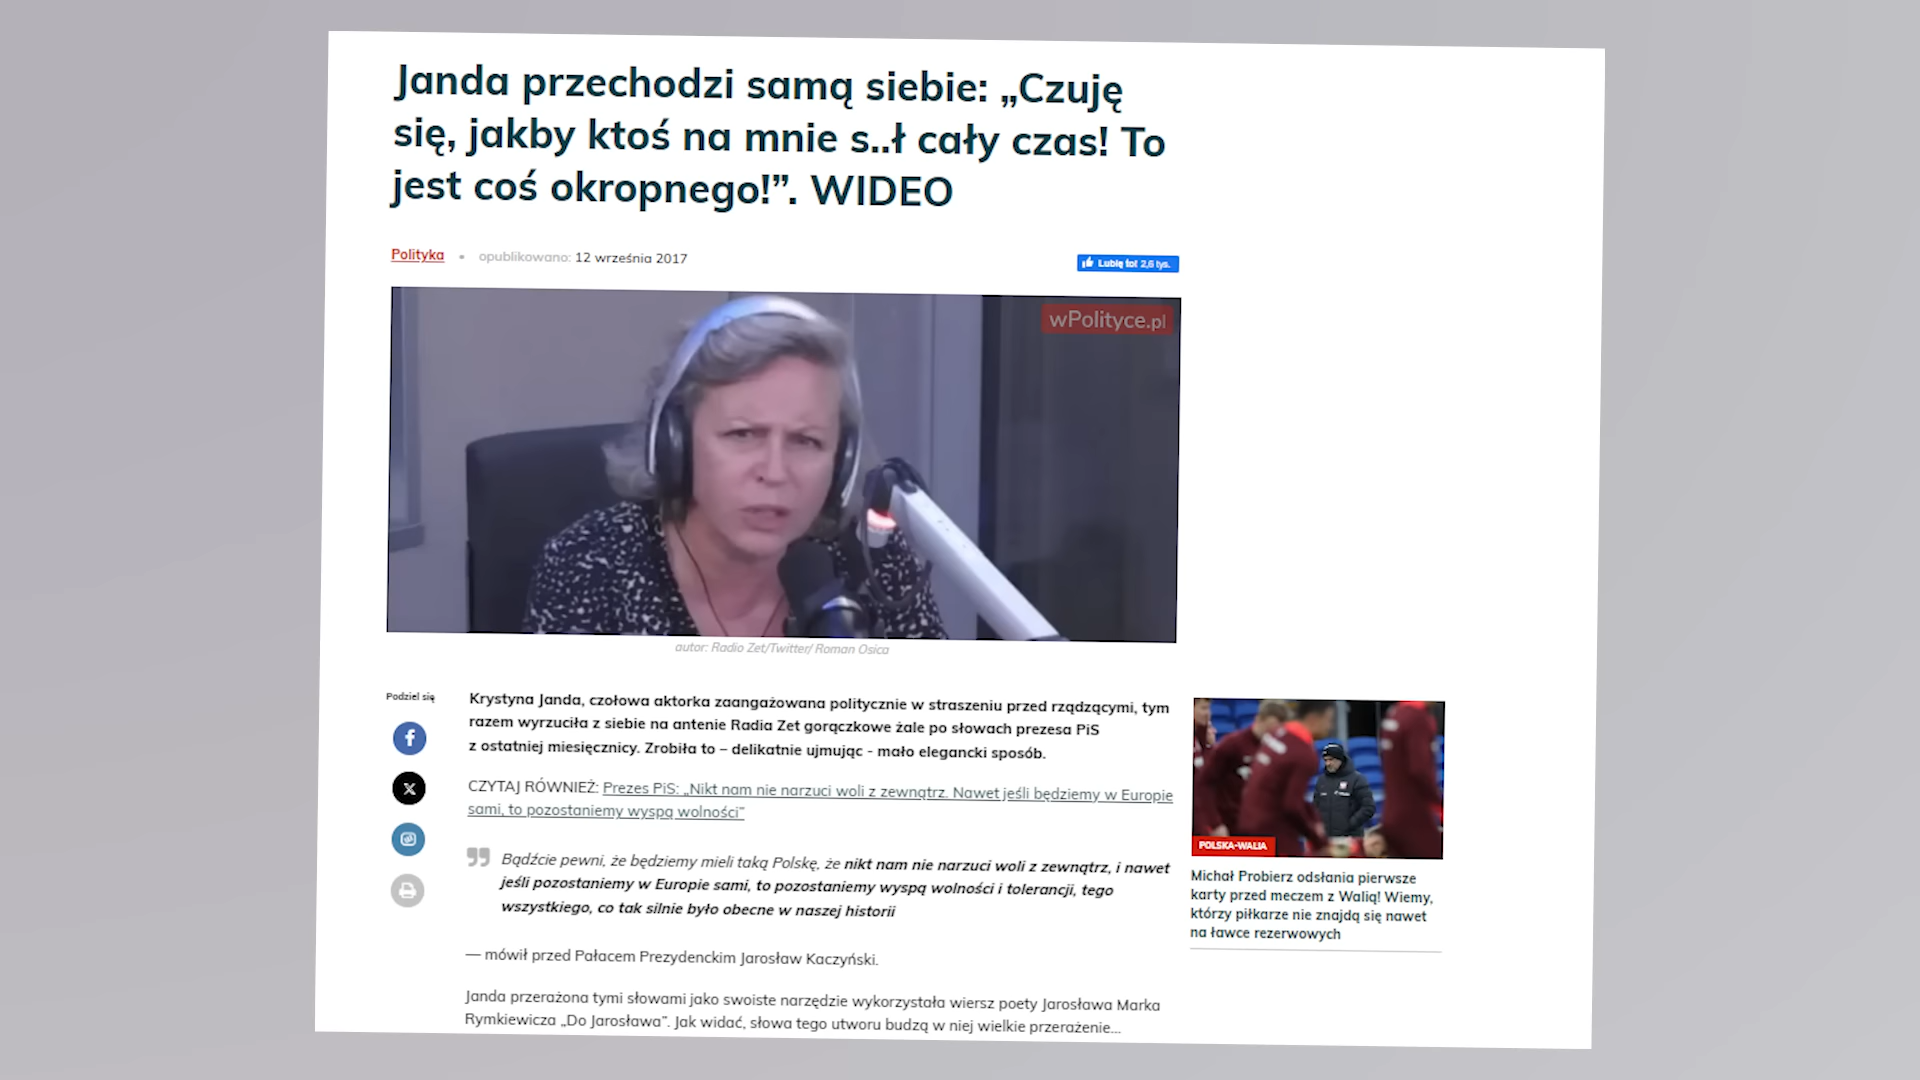 Janda przechodzi samą siebie: „Czuję
się, jakby ktoś na mnie s..ł cały czas! To
jest coś okropnego!”. WIDEO
Polityka • opublikowano: 12 września 2017
Lubię to! 2,6 tys.
wPolityce.pl
autor: Radio Zet/Twitter/ Roman Osica
Podziel się
Krystyna Janda, czołowa aktorka zaangażowana politycznie w straszeniu przed rządzącymi, tym
razem wyrzuciła z siebie na antenie Radia Zet gorączkowe żale po słowach prezesa PiS
z ostatniej miesięcznicy. Zrobiła to – delikatnie ujmując - mało elegancki sposób.
CZYTAJ RÓWNIEŻ: Prezes PiS: „Nikt nam nie narzuci woli z zewnątrz. Nawet jeśli będziemy w Europie
sami, to pozostaniemy wyspą wolności”
Bądźcie pewni, że będziemy mieli taką Polskę, że nikt nam nie narzuci woli z zewnątrz, i nawet
jeśli pozostaniemy w Europie sami, to pozostaniemy wyspą wolności i tolerancji, tego
wszystkiego, co tak silnie było obecne w naszej historii
— mówił przed Pałacem Prezydenckim Jarosław Kaczyński.
Janda przerażona tymi słowami jako swoiste narzędzie wykorzystała wiersz poety Jarosława Marka
Rymkiewicza „Do Jarosława”. Jak widać, słowa tego utworu budzą w niej wielkie przerażenie...
POLSKA-WALIA
Michał Probierz odsłania pierwsze
karty przed meczem z Walią! Wiemy,
którzy piłkarze nie znajdą się nawet
na ławce rezerwowych